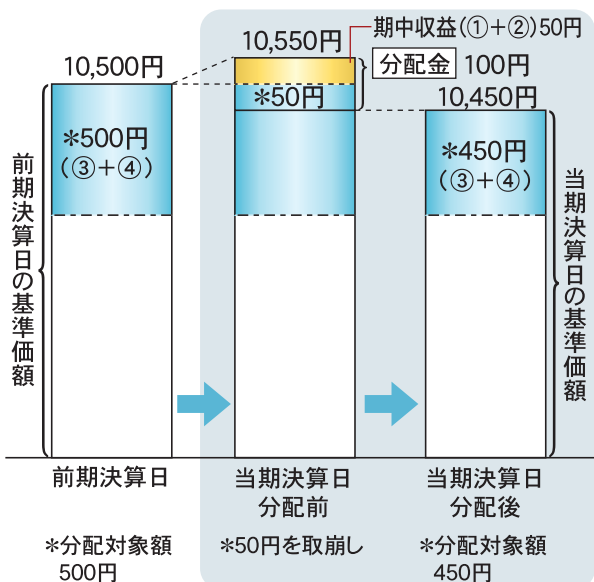 期中収益(①+②)50円
10,550円
分配金 100円
10,500円
10,450円
*50円
*500円
(③+④)
*450円
(③+④)
前期決算日の基準価額
当期決算日の基準価額
前期決算日
当期決算日
分配前
当期決算日
分配後
*分配対象額
500円
*50円を取崩し
*分配対象額
450円